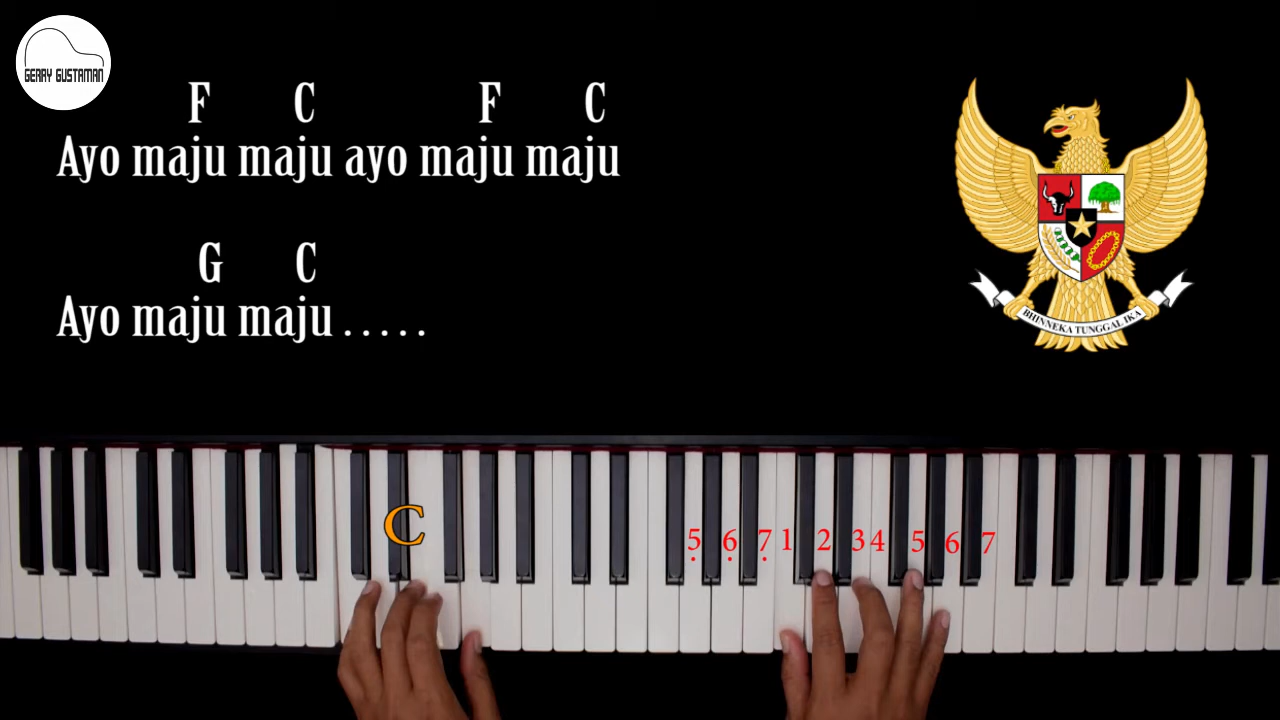 GERRY GUSTAMAN
F C F C
Ayo maju maju ayo maju maju
G C
Ayo maju maju . . . . .
BHINNEKA TUNGGAL IKA
C
5̣ 6̣ 7̣ 1 2 3 4 5 6 7